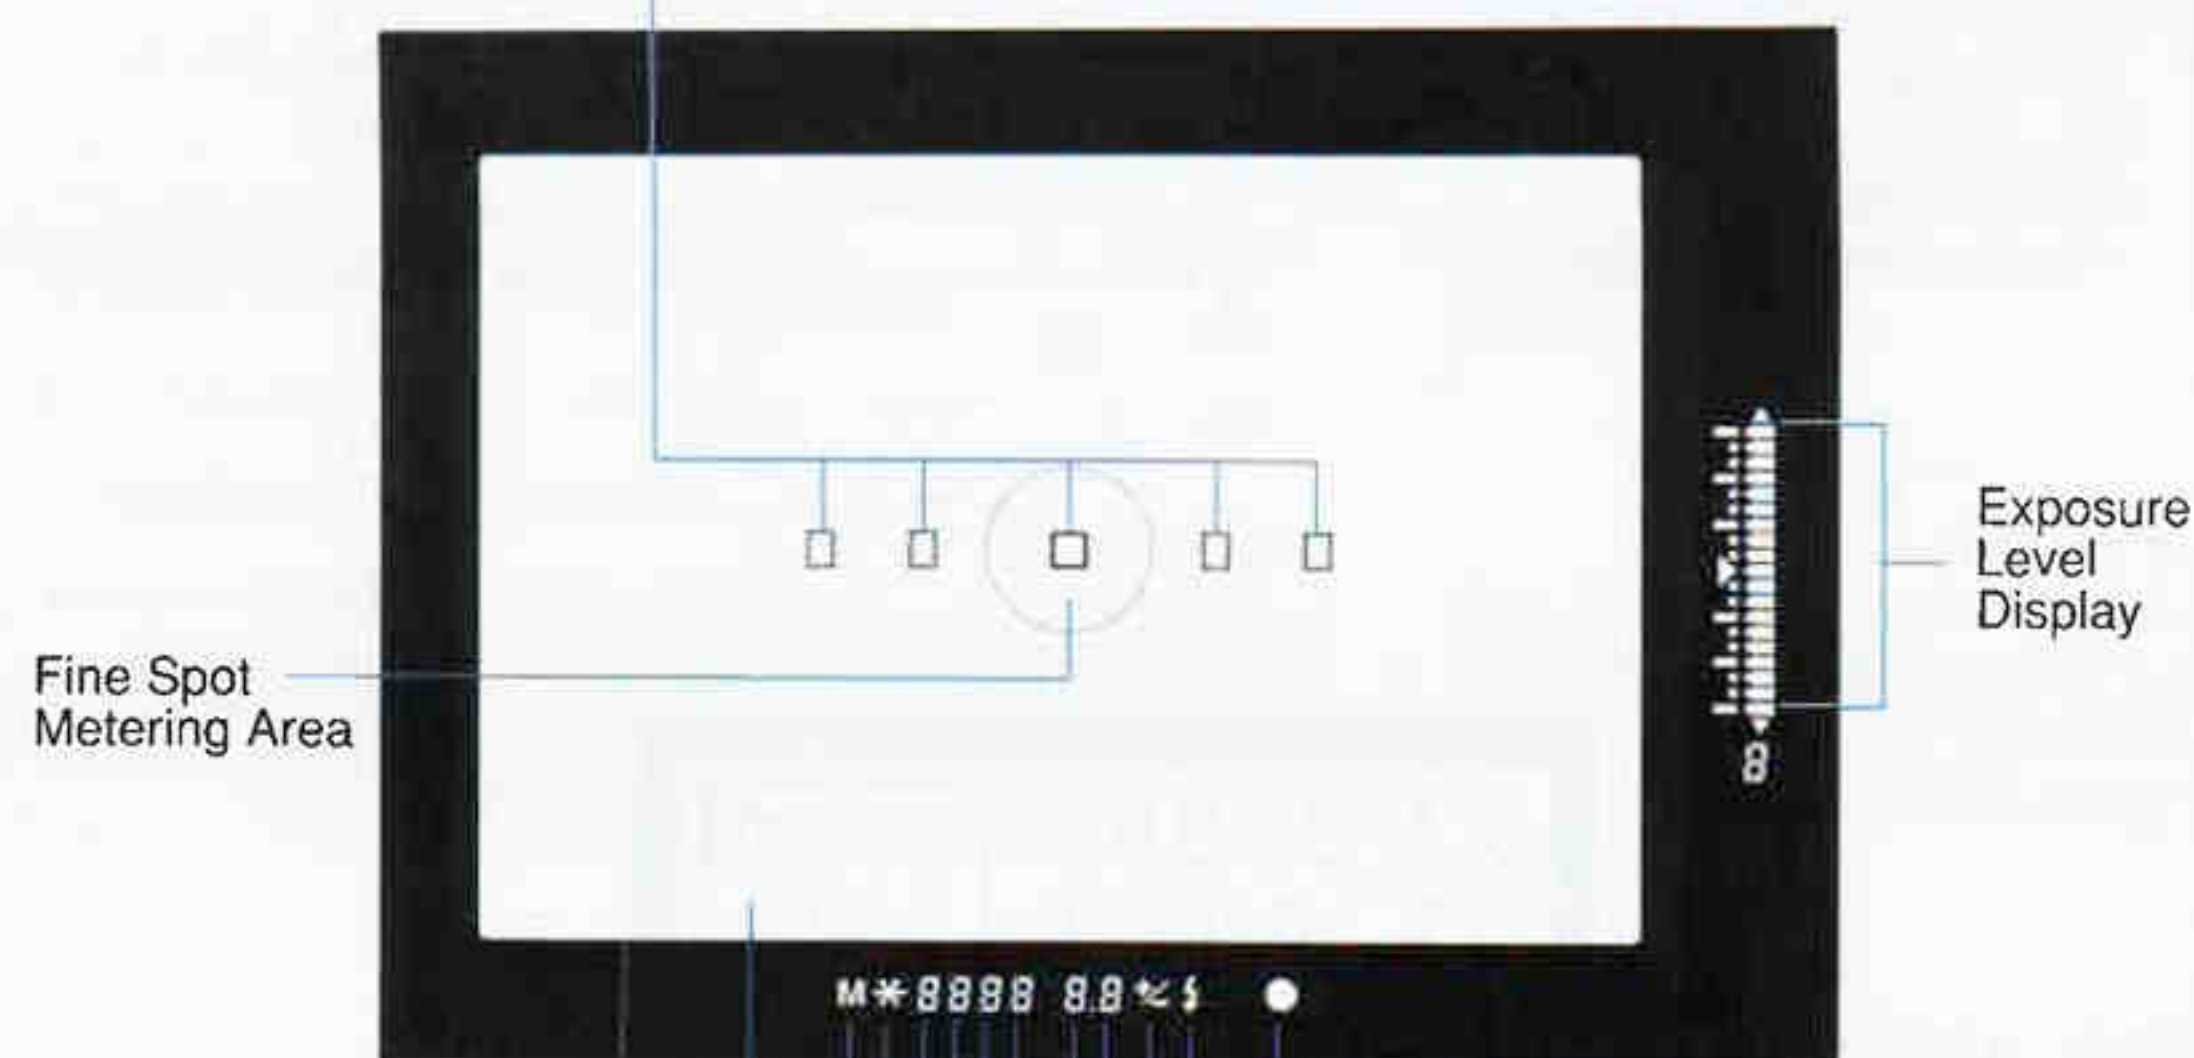 Exposure
Level
Display
Fine Spot
Metering Area
8
M*8888 8.8 +/- ⚡ ●